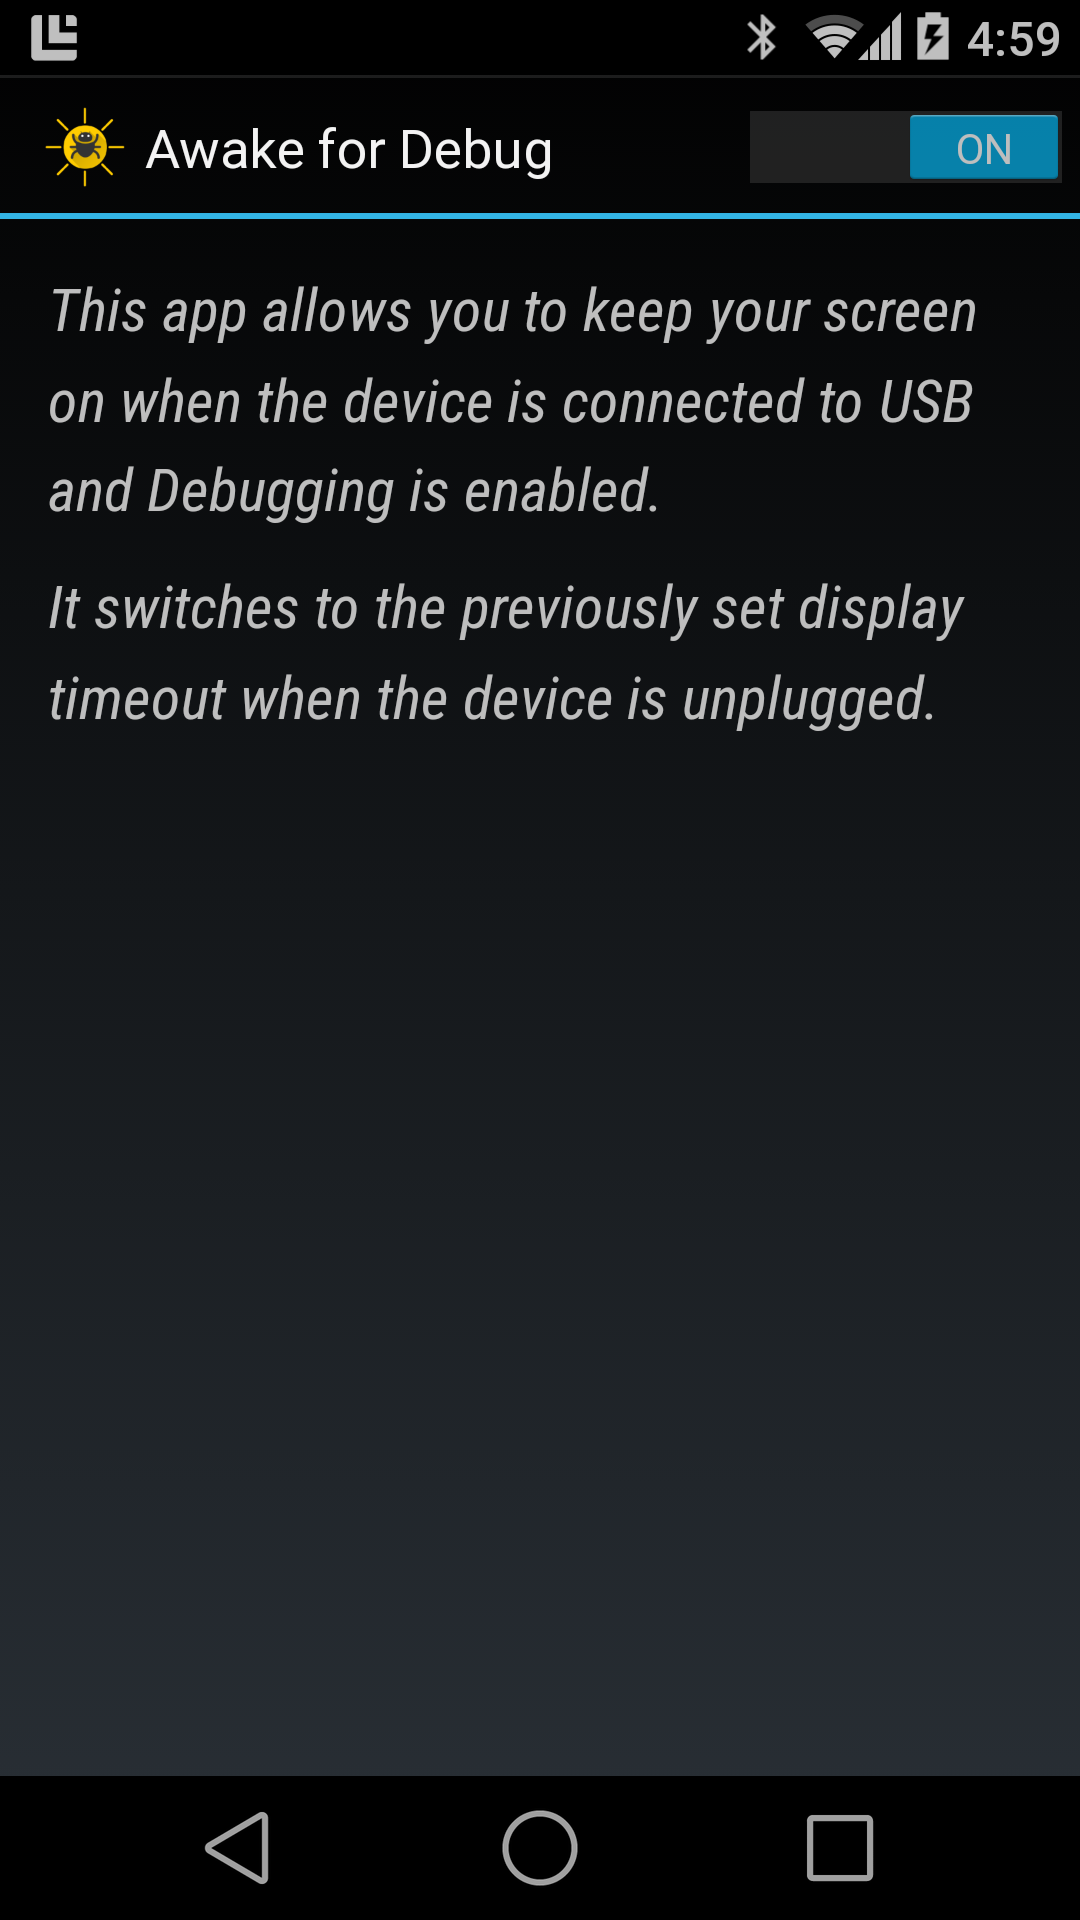 4:59
Awake for Debug
ON
This app allows you to keep your screen
on when the device is connected to USB
and Debugging is enabled.
It switches to the previously set display
timeout when the device is unplugged.